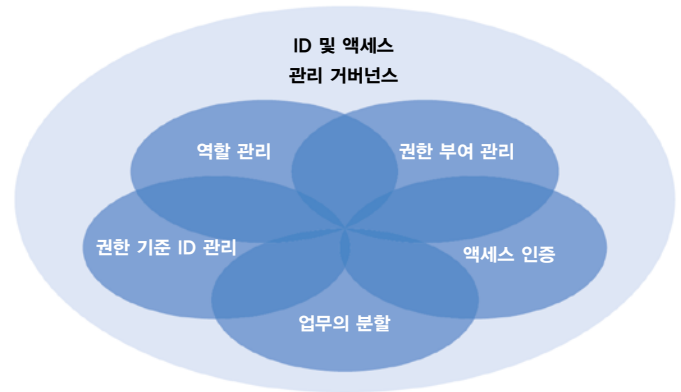 ID 및 액세스
관리 거버넌스
역할 관리
권한 부여 관리
권한 기준 ID 관리
액세스 인증
업무의 분할